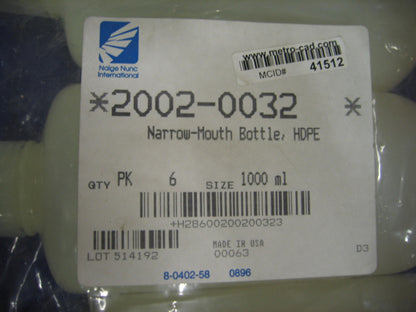 Nalge Nunc
International
www.metro-cad.com
MCID# 41512
*2002-0032 *
Narrow-Mouth Bottle, HDPE
QTY PK 6 SIZE 1000 ml
+H28600200200323
LOT 514192
MADE IN USA
00063
D3
8-0402-58 0896